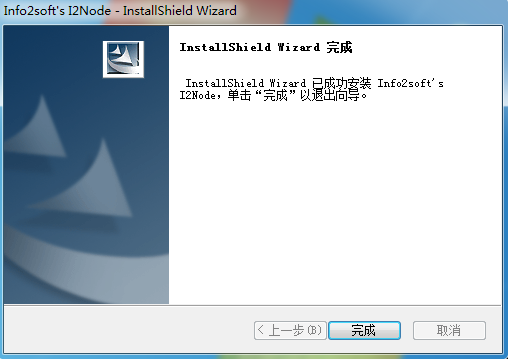 Info2soft's I2Node - InstallShield Wizard
InstallShield Wizard 完成
InstallShield Wizard 已成功安装 Info2soft's
I2Node，单击“完成”以退出向导。
< 上一步(B)
完成
取消